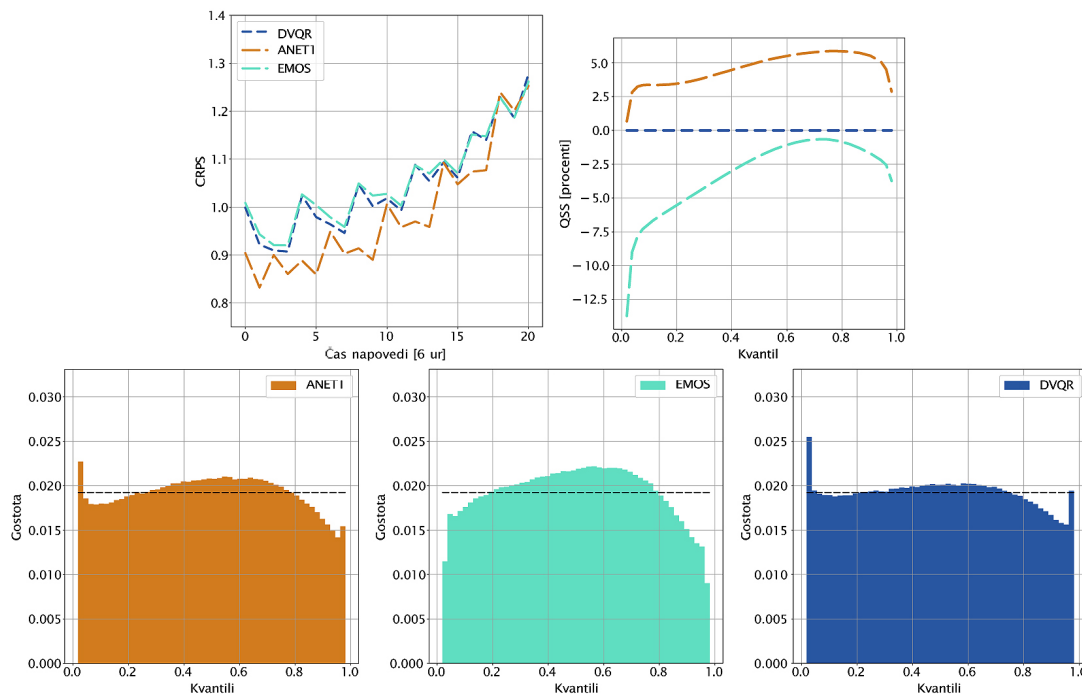 1.4
1.3
1.2
1.1
1.0
0.9
0.8
CRPS
DVQR
ANET1
EMOS
0 5 10 15 20
Čas napovedi [6 ur]
5.0
2.5
0.0
−2.5
−5.0
−7.5
−10.0
−12.5
QSS [procenti]
0.0 0.2 0.4 0.6 0.8 1.0
Kvantil
0.030
0.025
0.020
0.015
0.010
0.005
0.000
Gostota
ANET1
0.0 0.2 0.4 0.6 0.8 1.0
Kvantili
0.030
0.025
0.020
0.015
0.010
0.005
0.000
Gostota
EMOS
0.0 0.2 0.4 0.6 0.8 1.0
Kvantili
0.030
0.025
0.020
0.015
0.010
0.005
0.000
Gostota
DVQR
0.0 0.2 0.4 0.6 0.8 1.0
Kvantili